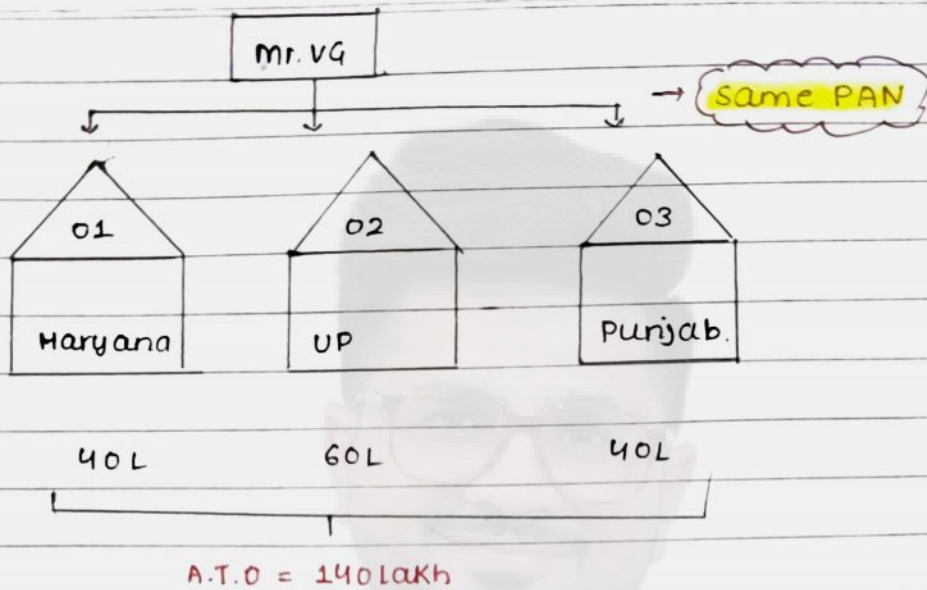 Mr. VG
→ same PAN
01 02 03
Haryana UP Punjab.
40L 60L 40L
A.T.O = 140 Lakh